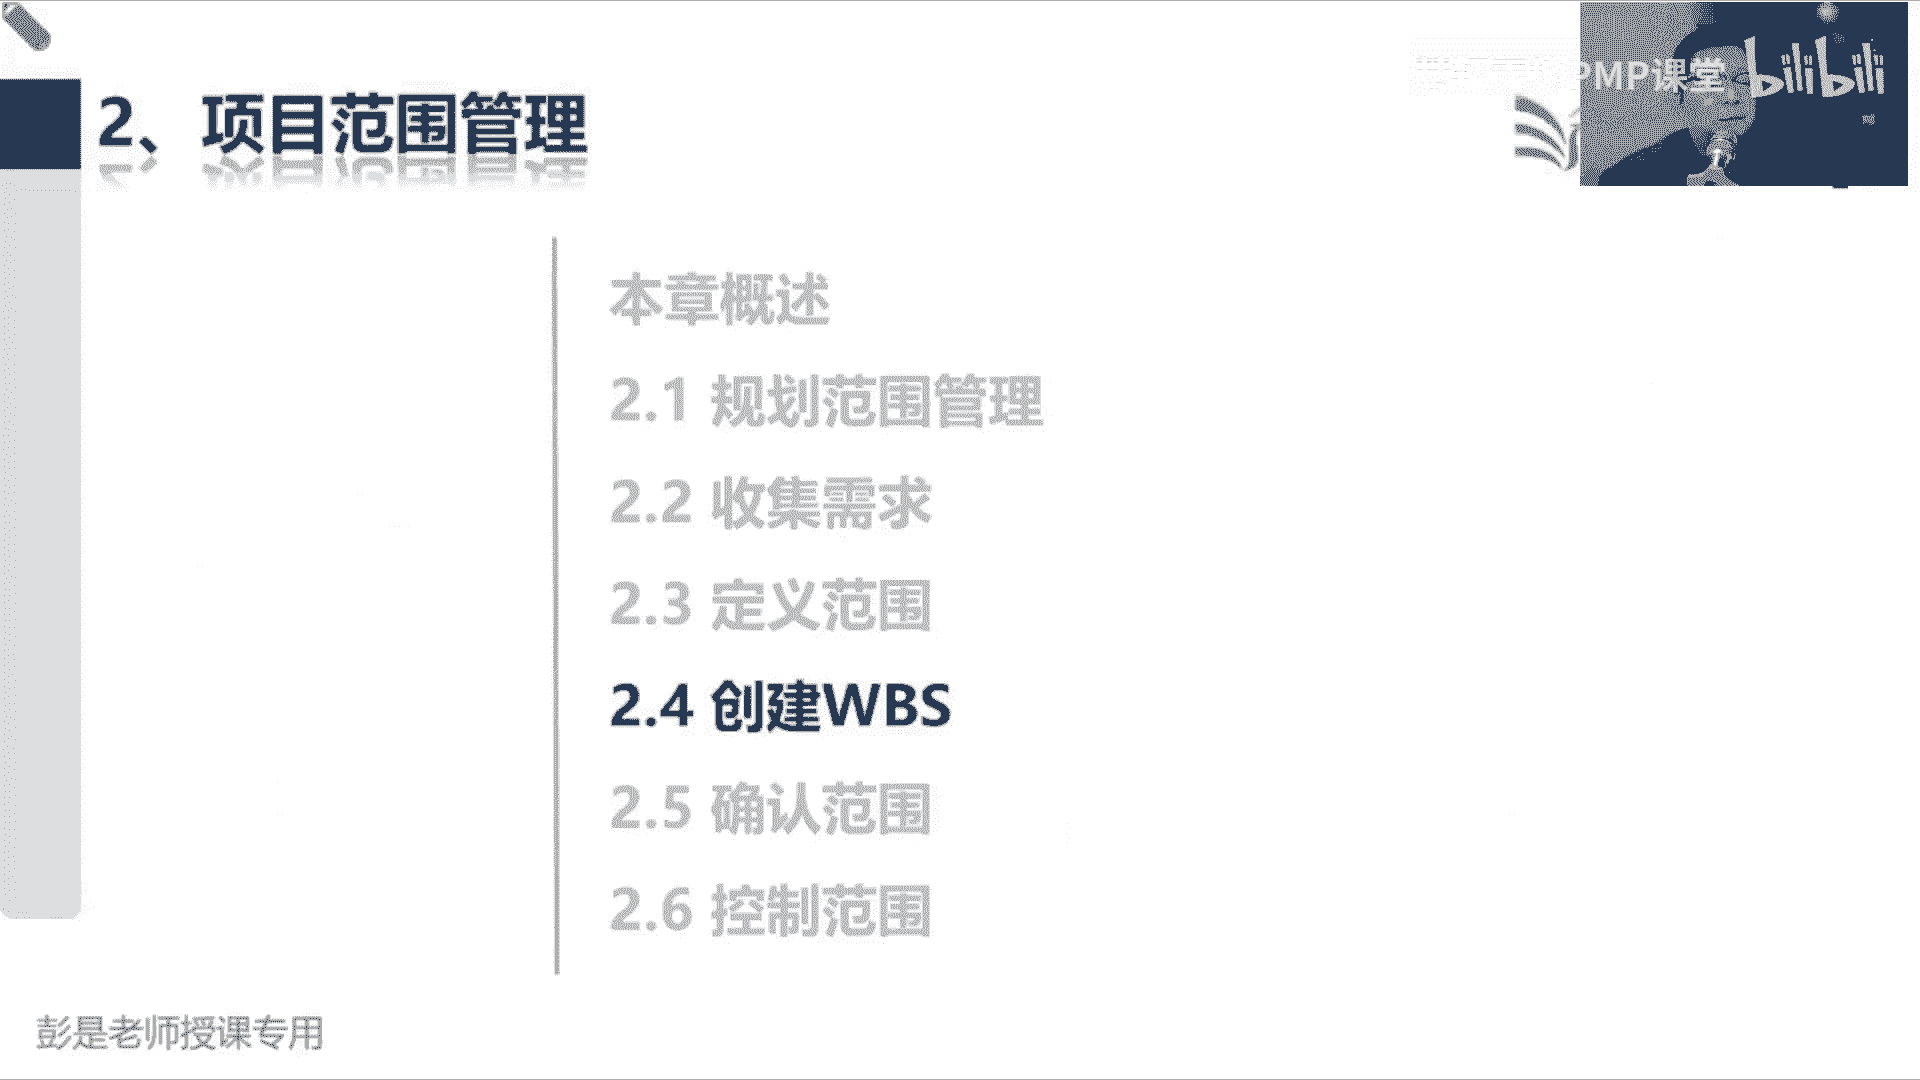 PMP课堂 bilibili
2、项目范围管理
本章概述
2.1 规划范围管理
2.2 收集需求
2.3 定义范围
2.4 创建WBS
2.5 确认范围
2.6 控制范围
彭是老师授课专用